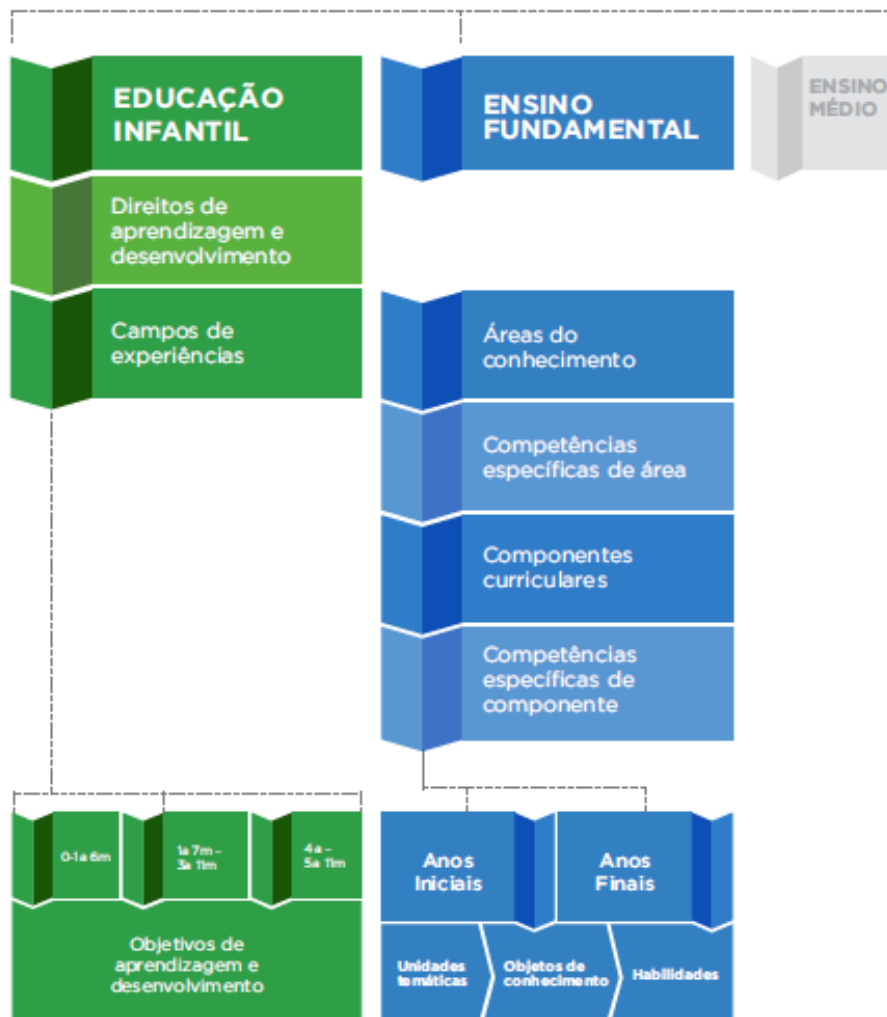 EDUCAÇÃO
INFANTIL
Direitos de
aprendizagem e
desenvolvimento
Campos de
experiências
0-1a 6m
1a 7m –
3a 11m
4a –
5a 11m
Objetivos de
aprendizagem e
desenvolvimento
ENSINO
FUNDAMENTAL
Áreas do
conhecimento
Competências
específicas de área
Componentes
curriculares
Competências
específicas de
componente
Anos
Iniciais
Anos
Finais
Unidades
temáticas
Objetos de
conhecimento
Habilidades
ENSINO
MÉDIO